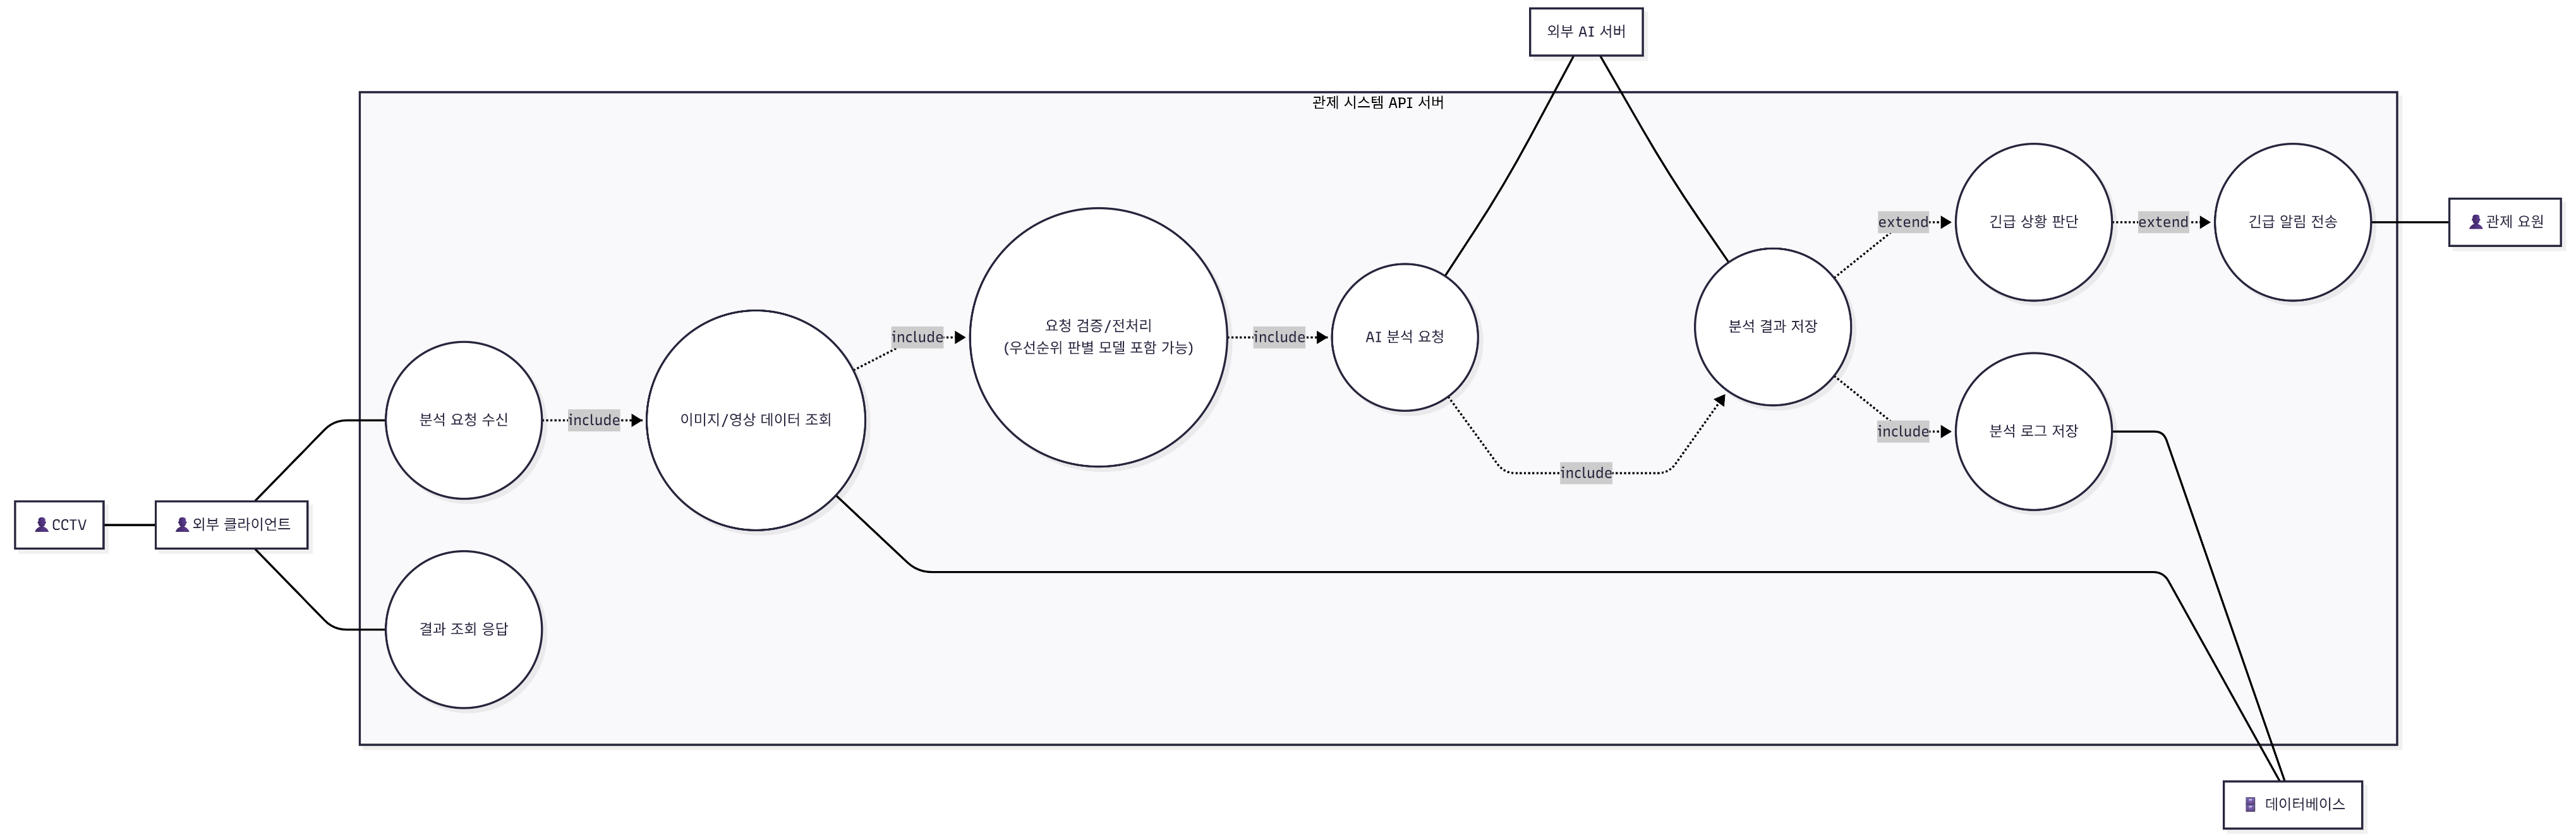 외부 AI 서버
관제 시스템 API 서버
CCTV
외부 클라이언트
분석 요청 수신
결과 조회 응답
include
이미지/영상 데이터 조회
include
요청 검증/전처리
(우선순위 판별 모델 포함 가능)
include
AI 분석 요청
include
분석 결과 저장
extend
긴급 상황 판단
extend
긴급 알림 전송
관제 요원
include
분석 로그 저장
데이터베이스